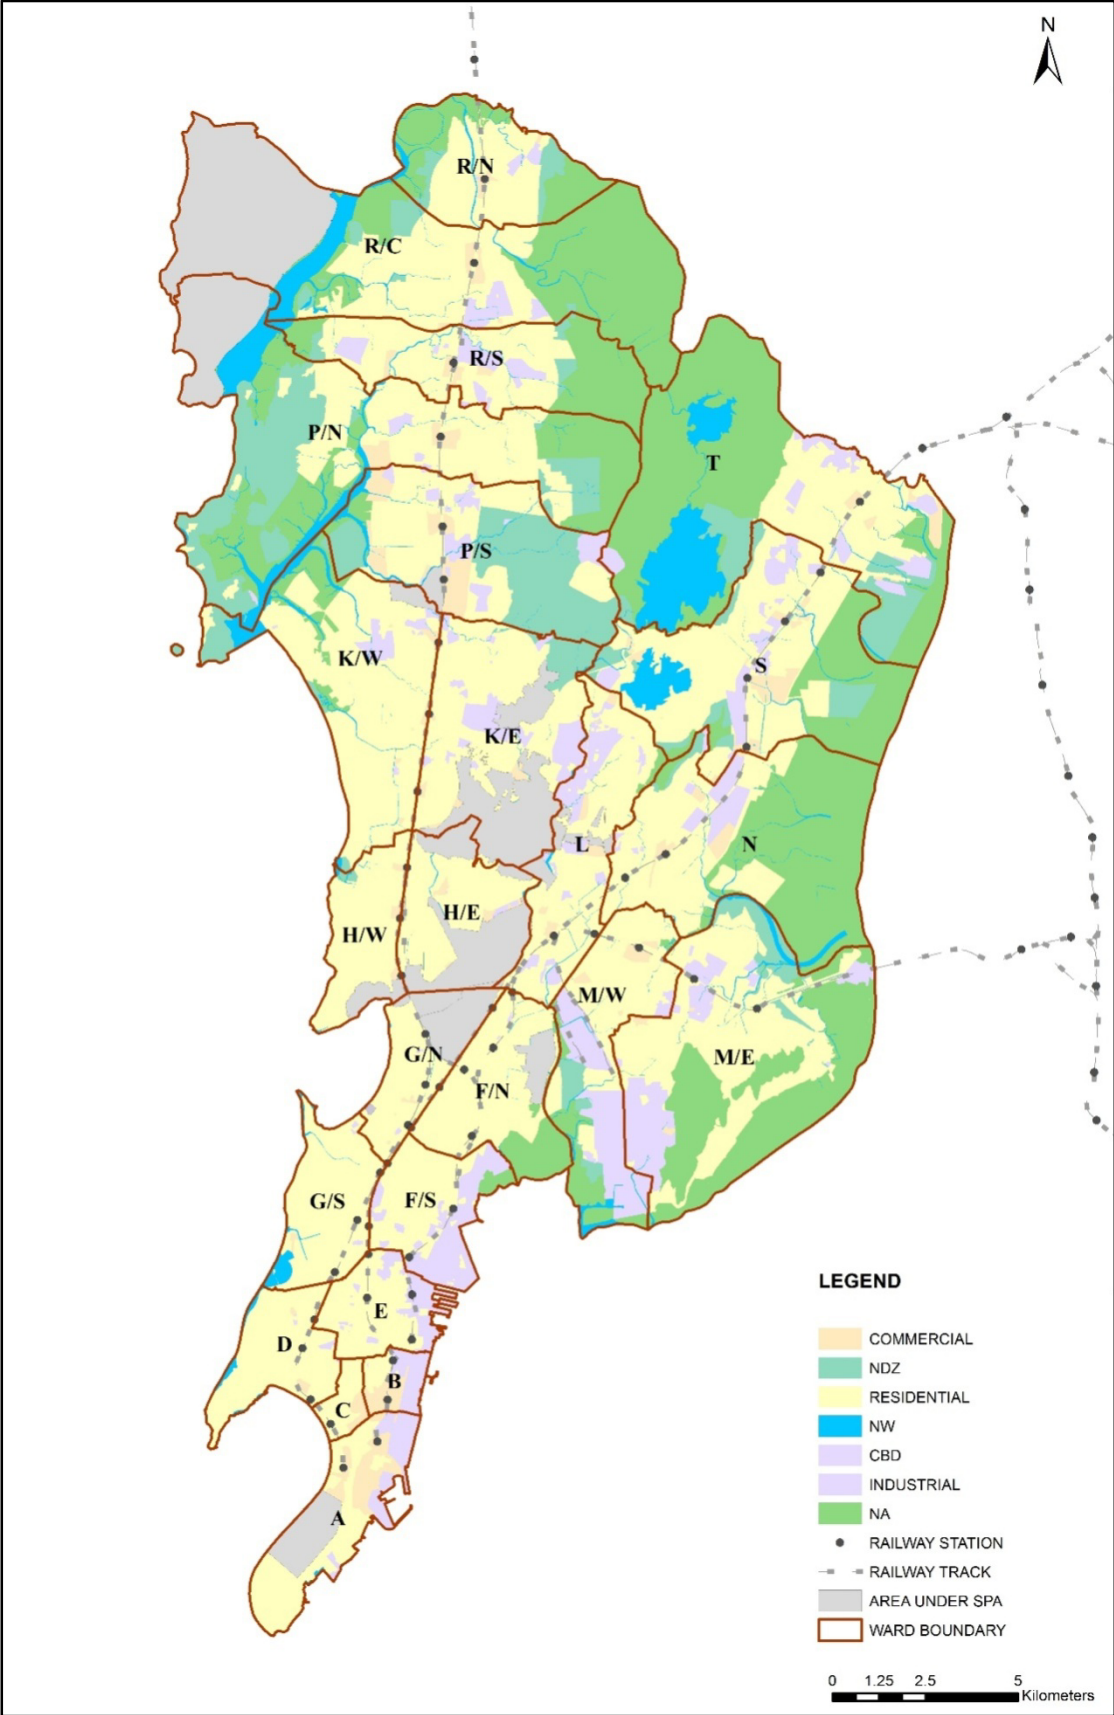 N
R/N
R/C
R/S
P/N
T
P/S
K/W
S
K/E
L
N
H/E
H/W
M/W
G/N
M/E
F/N
G/S
F/S
E
D
B
C
A
LEGEND
COMMERCIAL
NDZ
RESIDENTIAL
NW
CBD
INDUSTRIAL
NA
RAILWAY STATION
RAILWAY TRACK
AREA UNDER SPA
WARD BOUNDARY
0 1.25 2.5 5
Kilometers